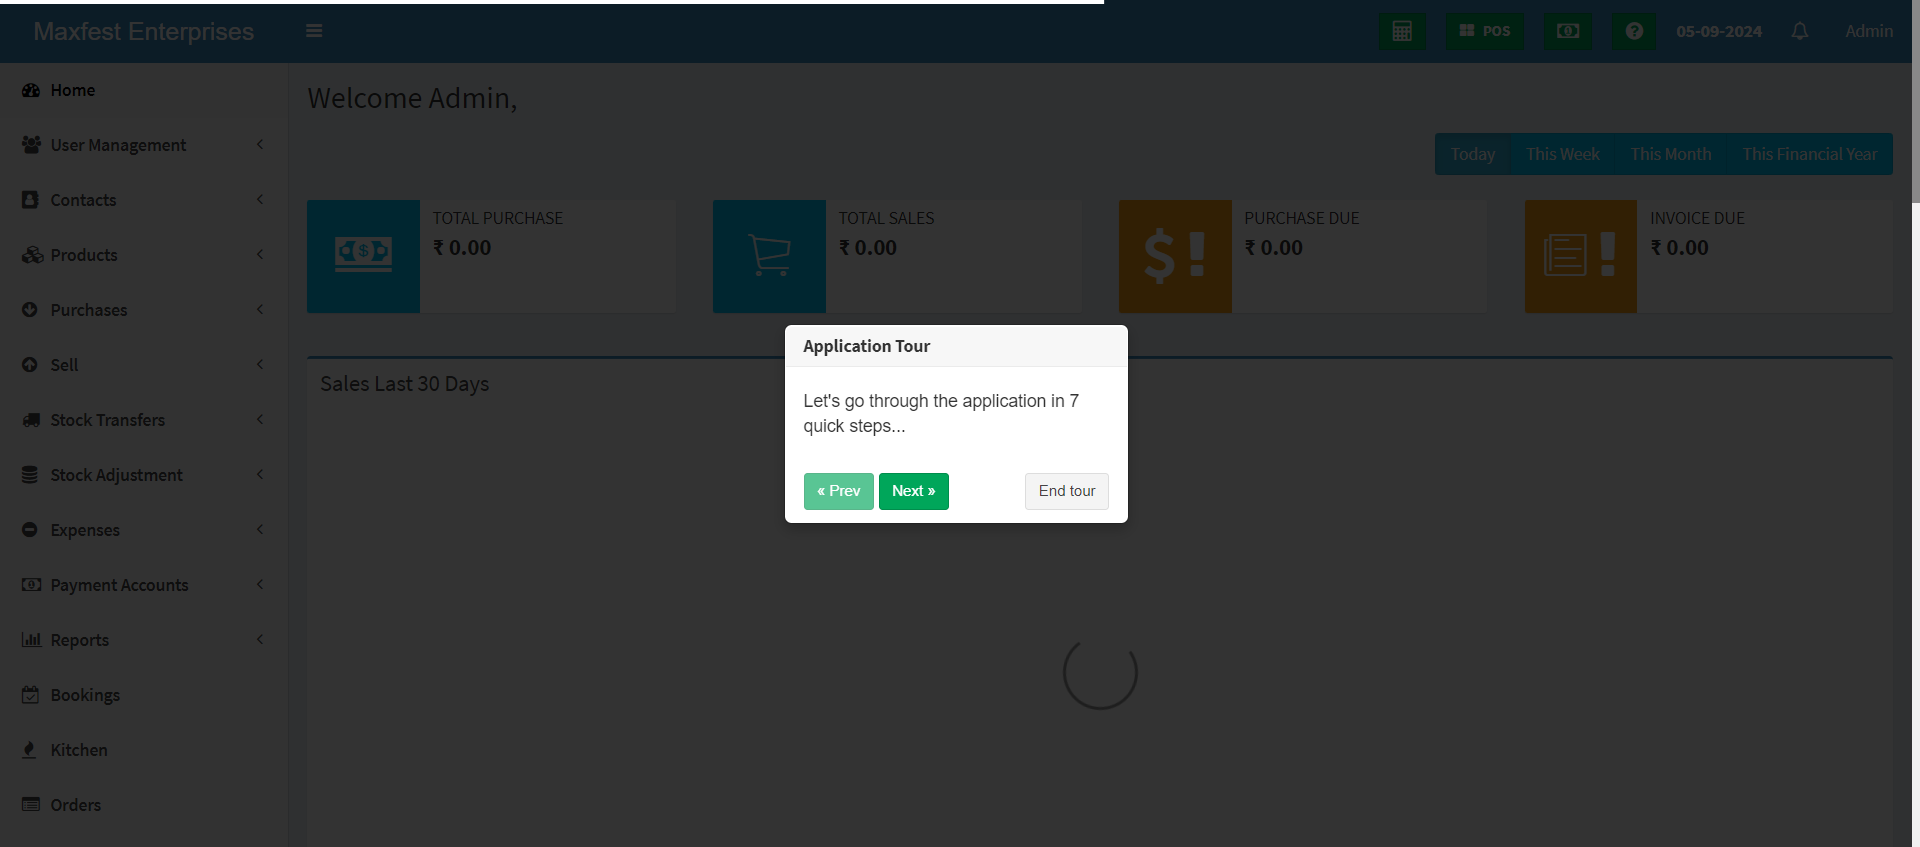 Maxfest Enterprises
POS
05-09-2024
Admin
Home
User Management
Contacts
Products
Purchases
Sell
Stock Transfers
Stock Adjustment
Expenses
Payment Accounts
Reports
Bookings
Kitchen
Orders
Welcome Admin,
Today This Week This Month This Financial Year
TOTAL PURCHASE
₹ 0.00
TOTAL SALES
₹ 0.00
PURCHASE DUE
₹ 0.00
INVOICE DUE
₹ 0.00
Sales Last 30 Days
Application Tour
Let's go through the application in 7
quick steps...
« Prev Next » End tour